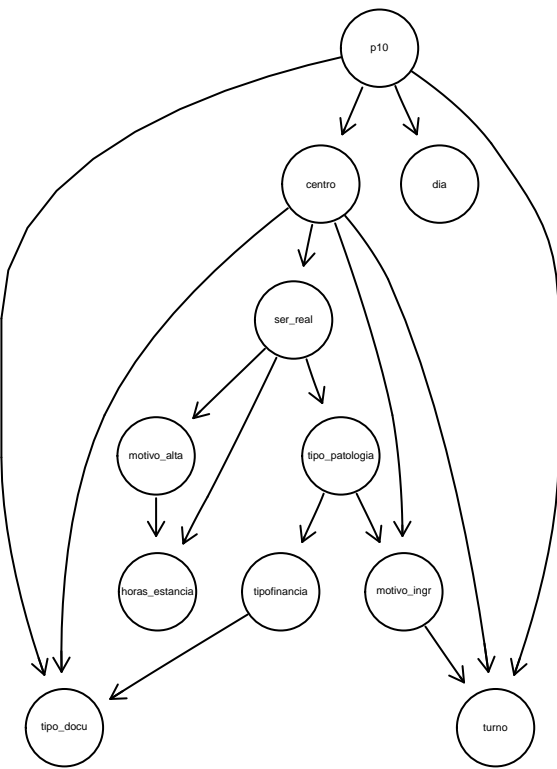 p10
centro
dia
ser_real
motivo_alta
tipo_patologia
horas_estancia
tipofinancia
motivo_ingr
tipo_docu
turno